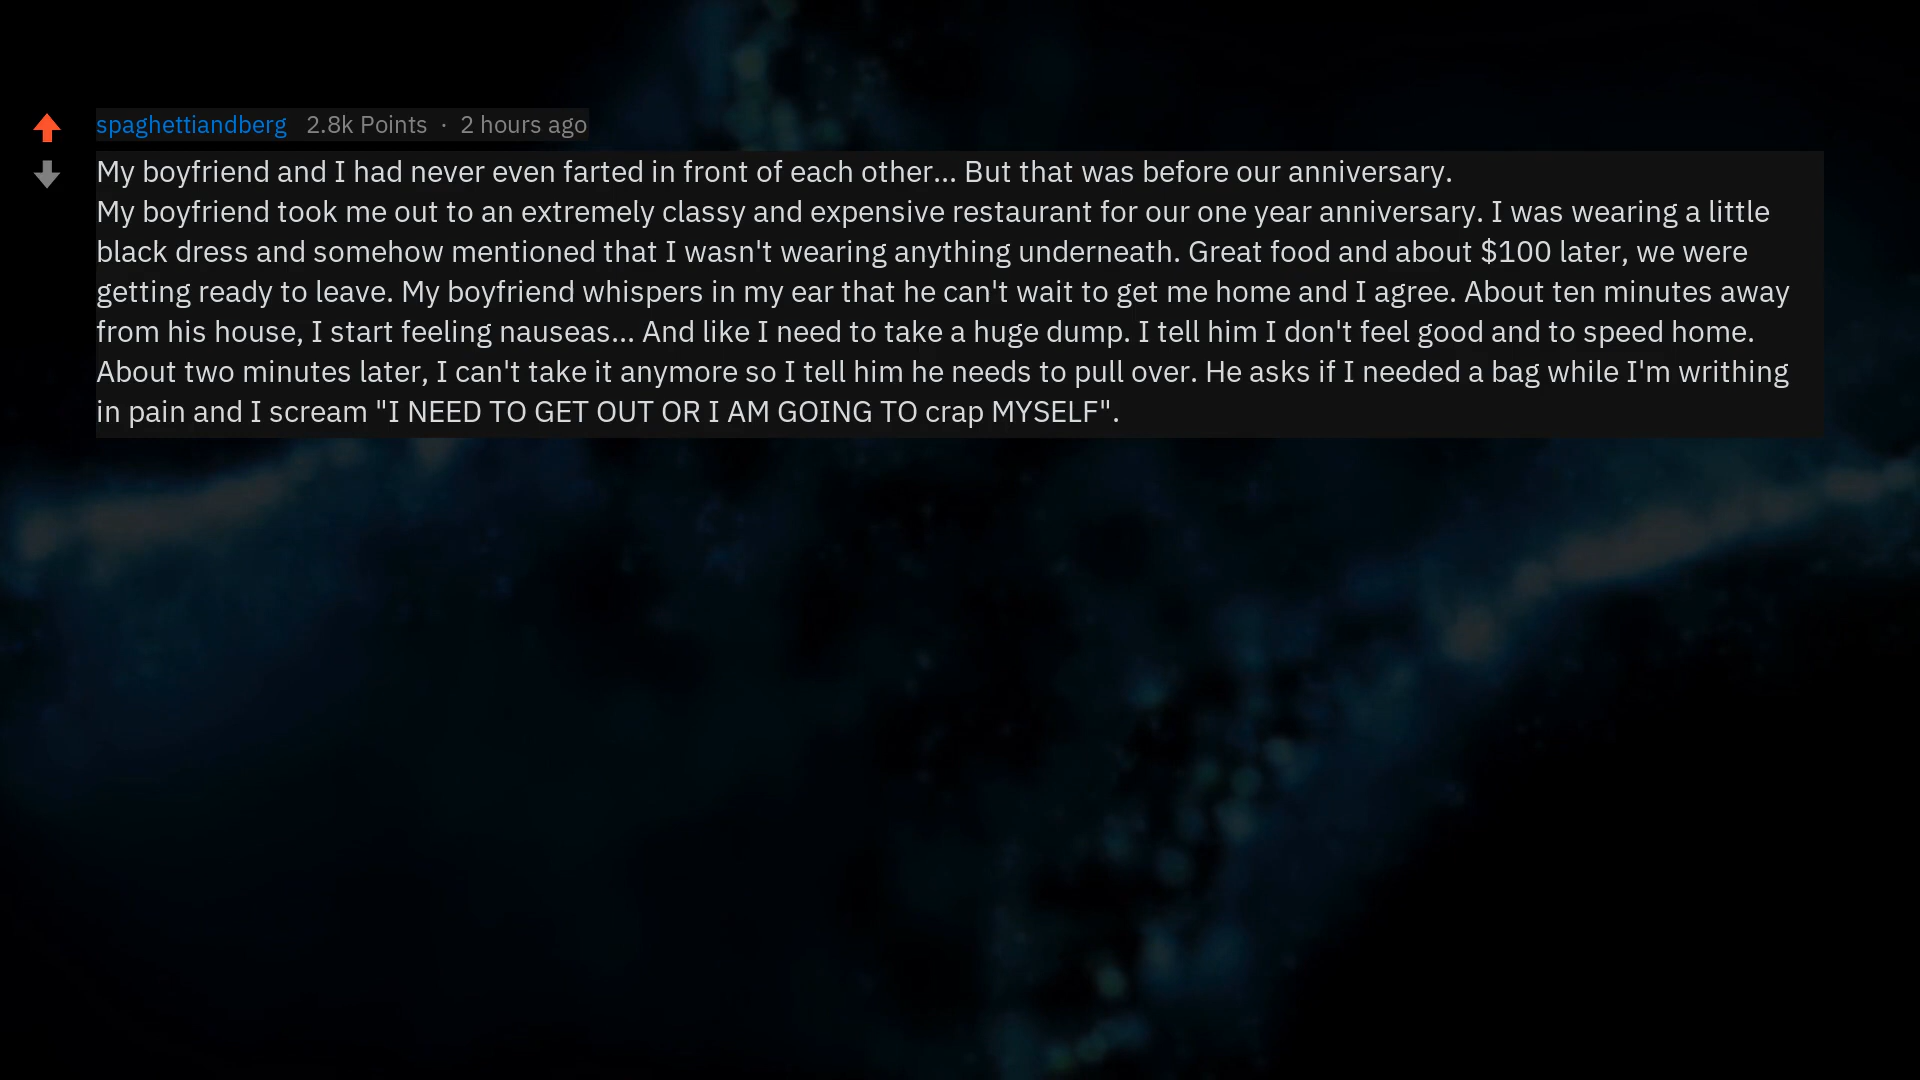 spaghettiandberg 2.8k Points · 2 hours ago
My boyfriend and I had never even farted in front of each other... But that was before our anniversary.
My boyfriend took me out to an extremely classy and expensive restaurant for our one year anniversary. I was wearing a little
black dress and somehow mentioned that I wasn't wearing anything underneath. Great food and about $100 later, we were
getting ready to leave. My boyfriend whispers in my ear that he can't wait to get me home and I agree. About ten minutes away
from his house, I start feeling nauseas... And like I need to take a huge dump. I tell him I don't feel good and to speed home.
About two minutes later, I can't take it anymore so I tell him he needs to pull over. He asks if I needed a bag while I'm writhing
in pain and I scream "I NEED TO GET OUT OR I AM GOING TO crap MYSELF".